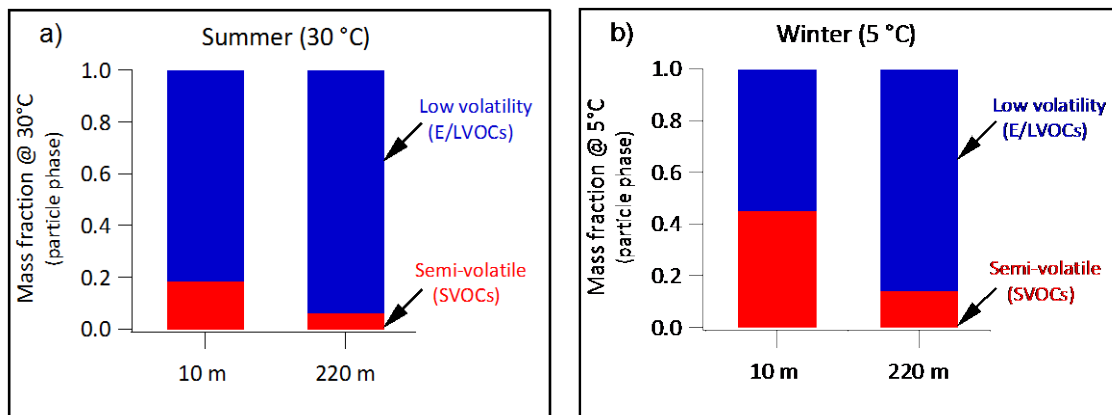 a)
Summer (30 °C)
Mass fraction @ 30°C
(particle phase)
1.0
0.8
0.6
0.4
0.2
0.0
Low volatility
(E/LVOCs)
Semi-volatile
(SVOCs)
10 m
220 m
b)
Winter (5 °C)
Mass fraction @ 5°C
(particle phase)
1.0
0.8
0.6
0.4
0.2
0.0
Low volatility
(E/LVOCs)
Semi-volatile
(SVOCs)
10 m
220 m